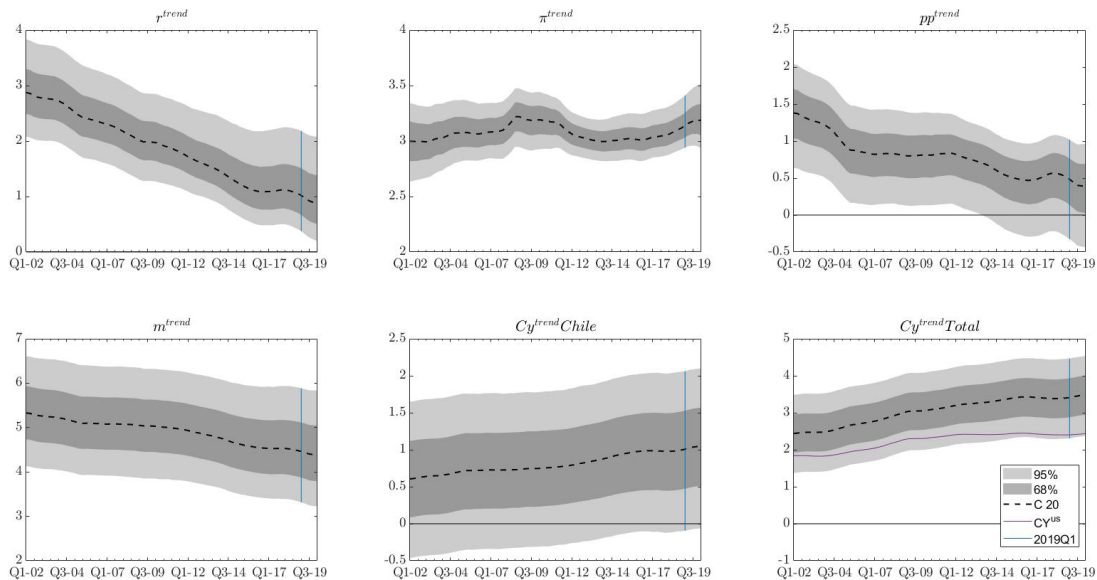 r^{trend}
4
3
2
1
0
Q1-02 Q3-04 Q1-07 Q3-09 Q1-12 Q3-14 Q1-17 Q3-19
π^{trend}
4
3.5
3
2.5
2
Q1-02 Q3-04 Q1-07 Q3-09 Q1-12 Q3-14 Q1-17 Q3-19
pp^{trend}
2.5
2
1.5
1
0.5
0
-0.5
Q1-02 Q3-04 Q1-07 Q3-09 Q1-12 Q3-14 Q1-17 Q3-19
m^{trend}
7
6
5
4
3
2
Q1-02 Q3-04 Q1-07 Q3-09 Q1-12 Q3-14 Q1-17 Q3-19
Cy^{trend}Chile
2.5
2
1.5
1
0.5
0
-0.5
Q1-02 Q3-04 Q1-07 Q3-09 Q1-12 Q3-14 Q1-17 Q3-19
Cy^{trend}Total
5
4
3
2
1
0
-1
Q1-02 Q3-04 Q1-07 Q3-09 Q1-12 Q3-14 Q1-17 Q3-19
95%
68%
C 20
CY^{us}
2019Q1